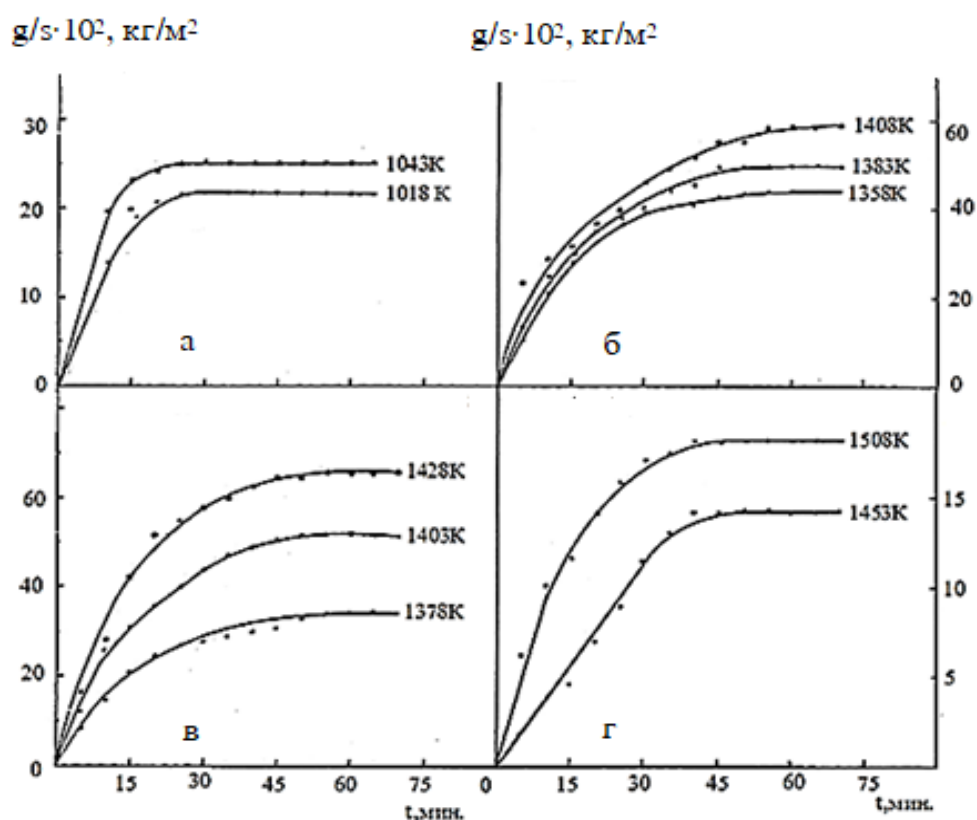 g/s·10², кг/м² g/s·10², кг/м²
30 1043K 1408K 60
1018 K 1383K
20 1358K 40
10 20
а б
0 0
1428K 1508K
60 1403K 1453K 15
40 1378K 10
20 5
в г
0 15 30 45 60 75 0 15 30 45 60 75
t,мин. t,мин.